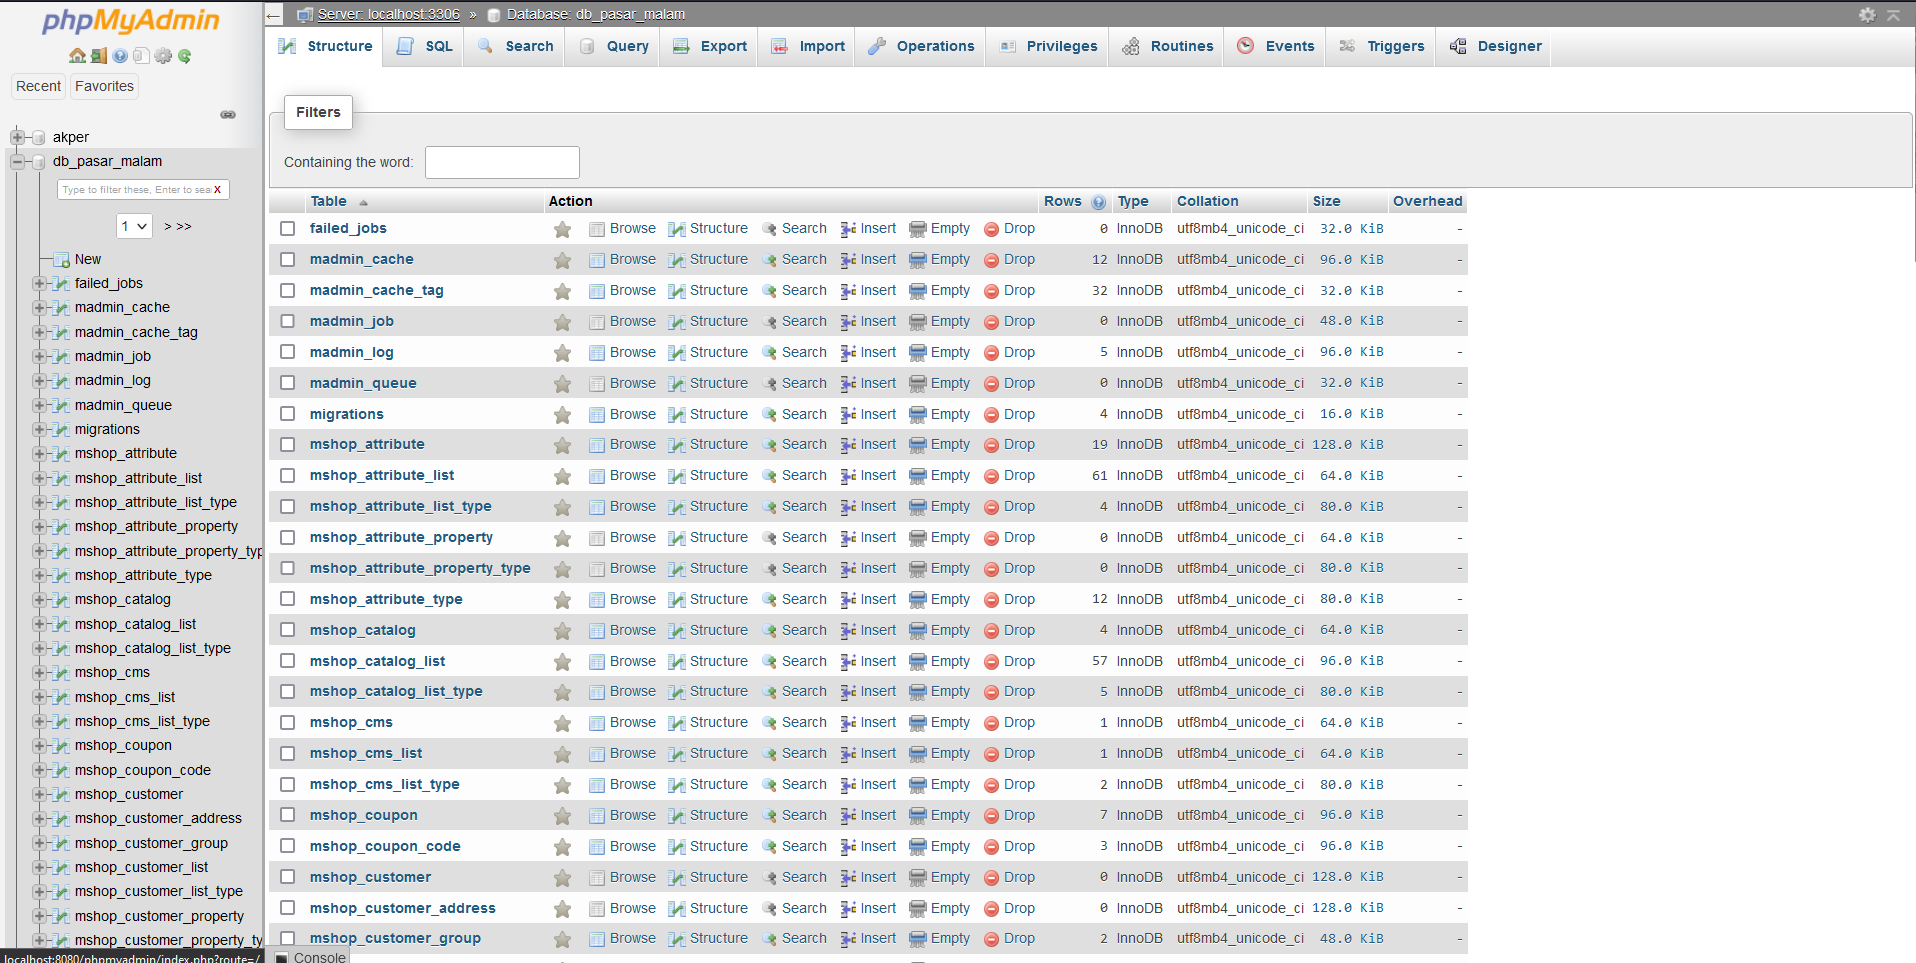 phpMyAdmin
Recent Favorites
akper
db_pasar_malam
Type to filter these, Enter to sea X
1 > >>
New
failed_jobs
madmin_cache
madmin_cache_tag
madmin_job
madmin_log
madmin_queue
migrations
mshop_attribute
mshop_attribute_list
mshop_attribute_list_type
mshop_attribute_property
mshop_attribute_property_typ
mshop_attribute_type
mshop_catalog
mshop_catalog_list
mshop_catalog_list_type
mshop_cms
mshop_cms_list
mshop_cms_list_type
mshop_coupon
mshop_coupon_code
mshop_customer
mshop_customer_address
mshop_customer_group
mshop_customer_list
mshop_customer_list_type
mshop_customer_property
mshop_customer_property_ty
localhost:8080/phpmyadmin/index.php?route=/
Server: localhost:3306 » Database: db_pasar_malam
Structure SQL Search Query Export Import Operations Privileges Routines Events Triggers Designer
Filters
Containing the word:
Table Action Rows Type Collation Size Overhead
failed_jobs Browse Structure Search Insert Empty Drop 0 InnoDB utf8mb4_unicode_ci 32.0 KiB -
madmin_cache Browse Structure Search Insert Empty Drop 12 InnoDB utf8mb4_unicode_ci 96.0 KiB -
madmin_cache_tag Browse Structure Search Insert Empty Drop 32 InnoDB utf8mb4_unicode_ci 32.0 KiB -
madmin_job Browse Structure Search Insert Empty Drop 0 InnoDB utf8mb4_unicode_ci 48.0 KiB -
madmin_log Browse Structure Search Insert Empty Drop 5 InnoDB utf8mb4_unicode_ci 96.0 KiB -
madmin_queue Browse Structure Search Insert Empty Drop 0 InnoDB utf8mb4_unicode_ci 32.0 KiB -
migrations Browse Structure Search Insert Empty Drop 4 InnoDB utf8mb4_unicode_ci 16.0 KiB -
mshop_attribute Browse Structure Search Insert Empty Drop 19 InnoDB utf8mb4_unicode_ci 128.0 KiB -
mshop_attribute_list Browse Structure Search Insert Empty Drop 61 InnoDB utf8mb4_unicode_ci 64.0 KiB -
mshop_attribute_list_type Browse Structure Search Insert Empty Drop 4 InnoDB utf8mb4_unicode_ci 80.0 KiB -
mshop_attribute_property Browse Structure Search Insert Empty Drop 0 InnoDB utf8mb4_unicode_ci 64.0 KiB -
mshop_attribute_property_type Browse Structure Search Insert Empty Drop 0 InnoDB utf8mb4_unicode_ci 80.0 KiB -
mshop_attribute_type Browse Structure Search Insert Empty Drop 12 InnoDB utf8mb4_unicode_ci 80.0 KiB -
mshop_catalog Browse Structure Search Insert Empty Drop 4 InnoDB utf8mb4_unicode_ci 64.0 KiB -
mshop_catalog_list Browse Structure Search Insert Empty Drop 57 InnoDB utf8mb4_unicode_ci 96.0 KiB -
mshop_catalog_list_type Browse Structure Search Insert Empty Drop 5 InnoDB utf8mb4_unicode_ci 80.0 KiB -
mshop_cms Browse Structure Search Insert Empty Drop 1 InnoDB utf8mb4_unicode_ci 64.0 KiB -
mshop_cms_list Browse Structure Search Insert Empty Drop 1 InnoDB utf8mb4_unicode_ci 64.0 KiB -
mshop_cms_list_type Browse Structure Search Insert Empty Drop 2 InnoDB utf8mb4_unicode_ci 80.0 KiB -
mshop_coupon Browse Structure Search Insert Empty Drop 7 InnoDB utf8mb4_unicode_ci 96.0 KiB -
mshop_coupon_code Browse Structure Search Insert Empty Drop 3 InnoDB utf8mb4_unicode_ci 96.0 KiB -
mshop_customer Browse Structure Search Insert Empty Drop 0 InnoDB utf8mb4_unicode_ci 128.0 KiB -
mshop_customer_address Browse Structure Search Insert Empty Drop 0 InnoDB utf8mb4_unicode_ci 128.0 KiB -
mshop_customer_group Browse Structure Search Insert Empty Drop 2 InnoDB utf8mb4_unicode_ci 48.0 KiB -
Console